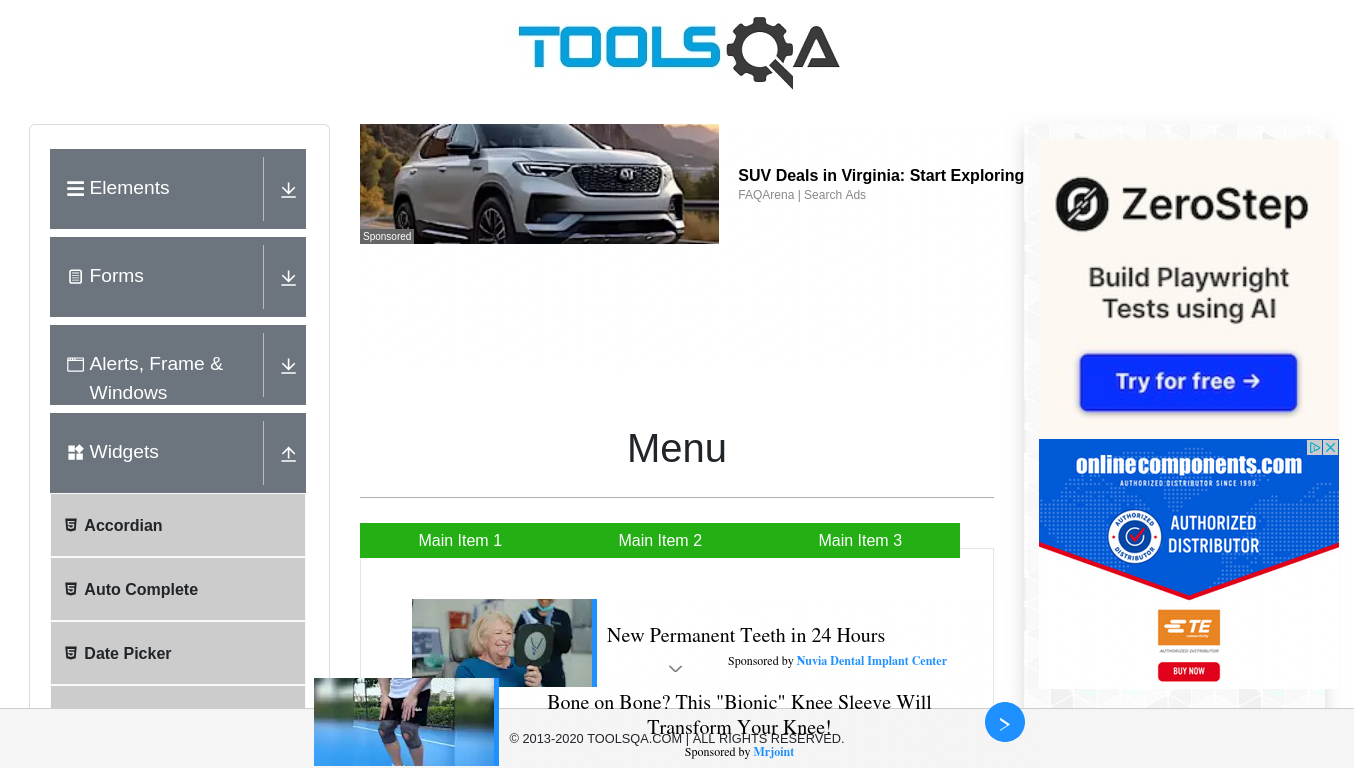 TOOLSQA
Elements
Forms
Alerts, Frame &
Windows
Widgets
Accordian
Auto Complete
Date Picker
Sponsored
SUV Deals in Virginia: Start Exploring
FAQArena | Search Ads
Menu
Main Item 1
Main Item 2
Main Item 3
New Permanent Teeth in 24 Hours
Sponsored by Nuvia Dental Implant Center
Bone on Bone? This "Bionic" Knee Sleeve Will
Transform Your Knee!
Sponsored by Mrjoint
© 2013-2020 TOOLSQA.COM | ALL RIGHTS RESERVED.
ZeroStep
Build Playwright
Tests using AI
Try for free →
onlinecomponents.com
AUTHORIZED DISTRIBUTOR SINCE 1999.
AUTHORIZED
DISTRIBUTOR
TE
AUTHORIZED DISTRIBUTOR
BUY NOW